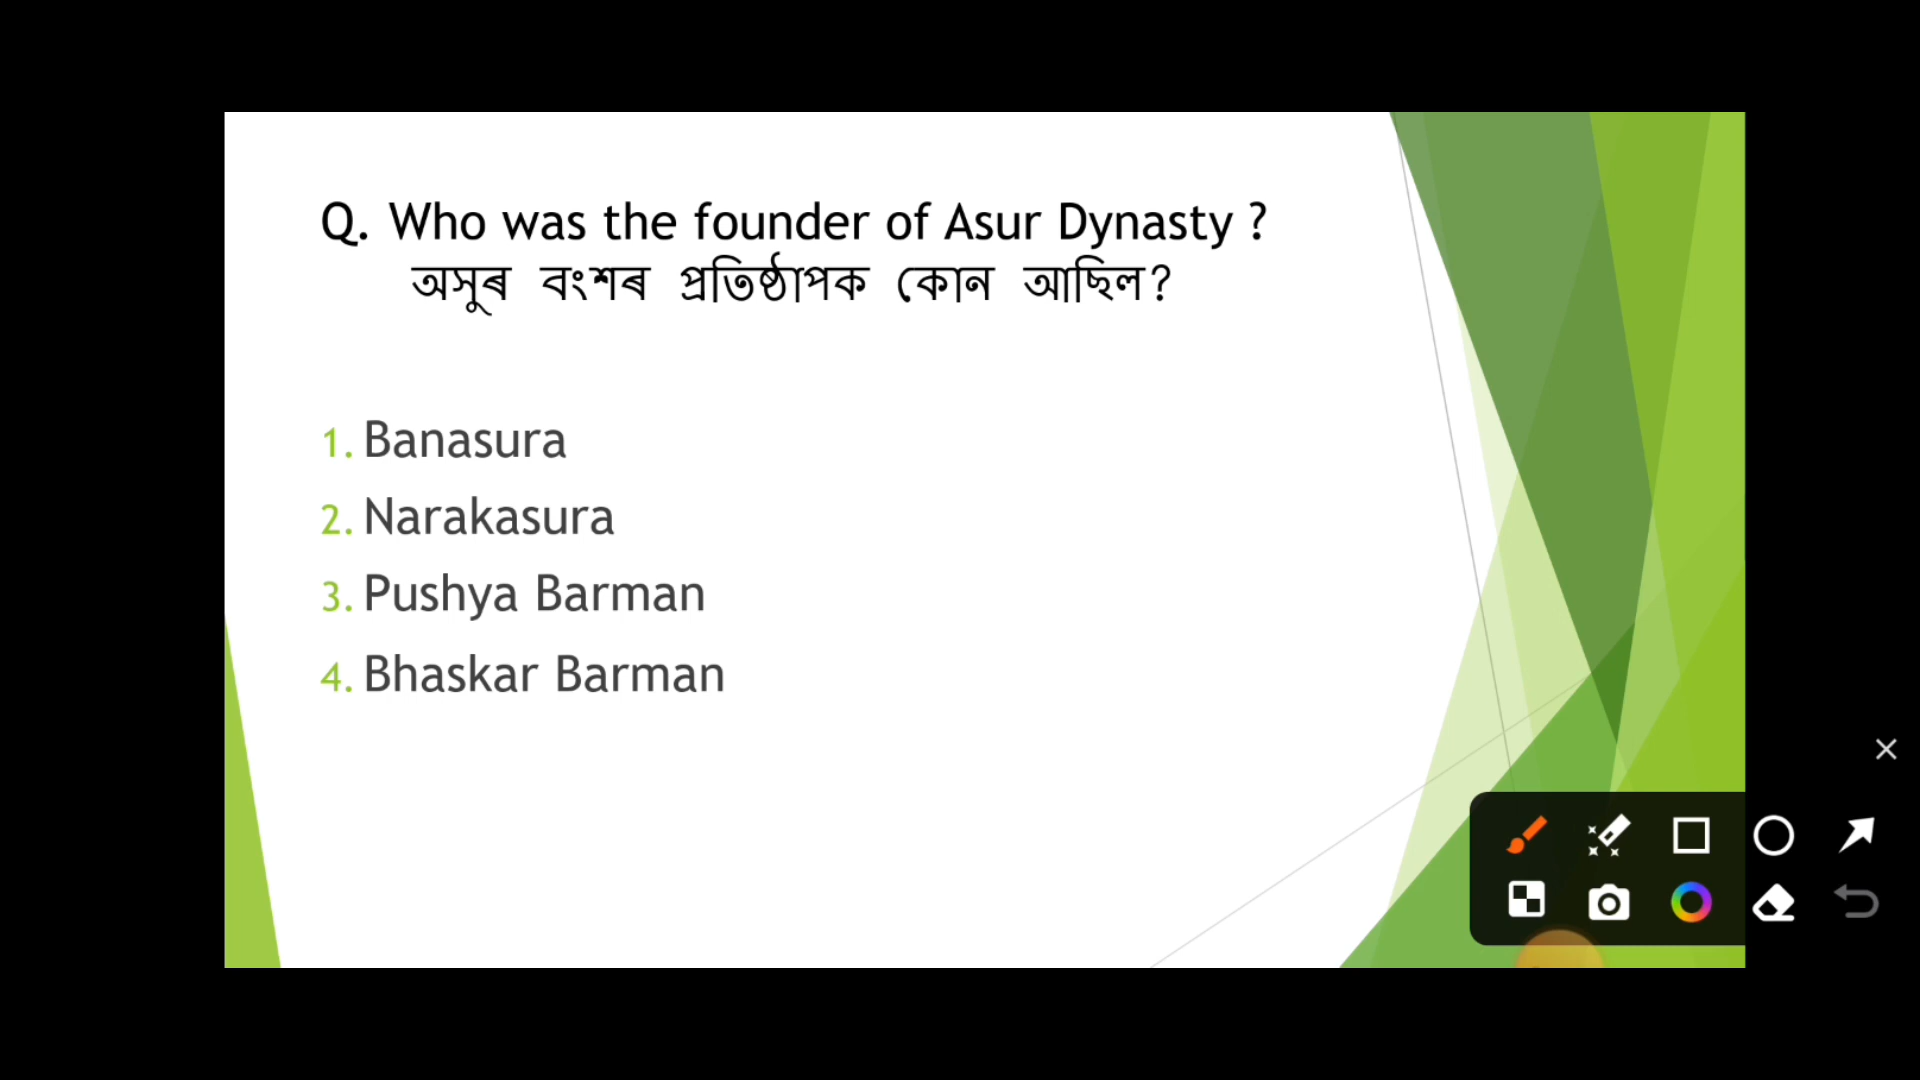 Q. Who was the founder of Asur Dynasty ?
অসুৰ বংশৰ প্ৰতিষ্ঠাপক কোন আছিল?
1. Banasura
2. Narakasura
3. Pushya Barman
4. Bhaskar Barman